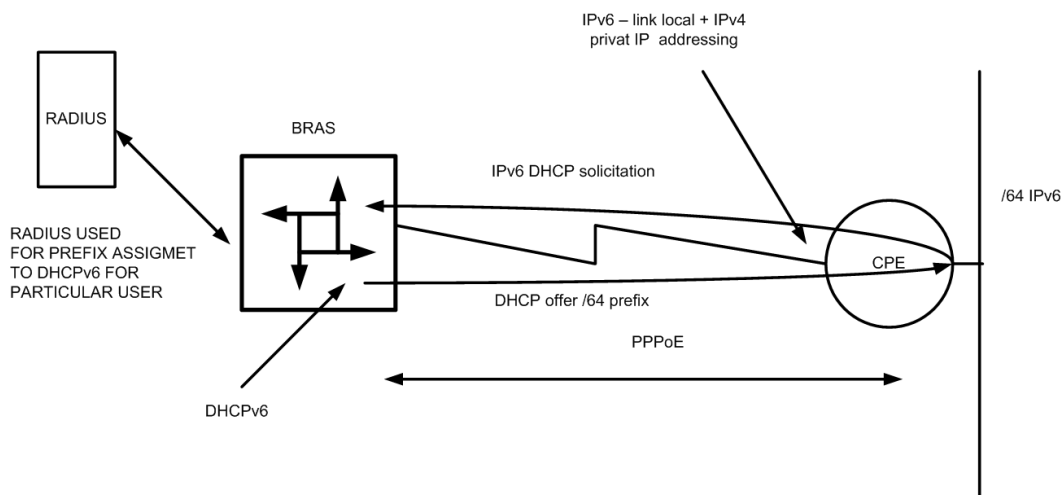 IPv6 – link local + IPv4
privat IP addressing
RADIUS
BRAS
IPv6 DHCP solicitation
/64 IPv6
RADIUS USED
FOR PREFIX ASSIGMET
TO DHCPv6 FOR
PARTICULAR USER
CPE
DHCP offer /64 prefix
PPPoE
DHCPv6